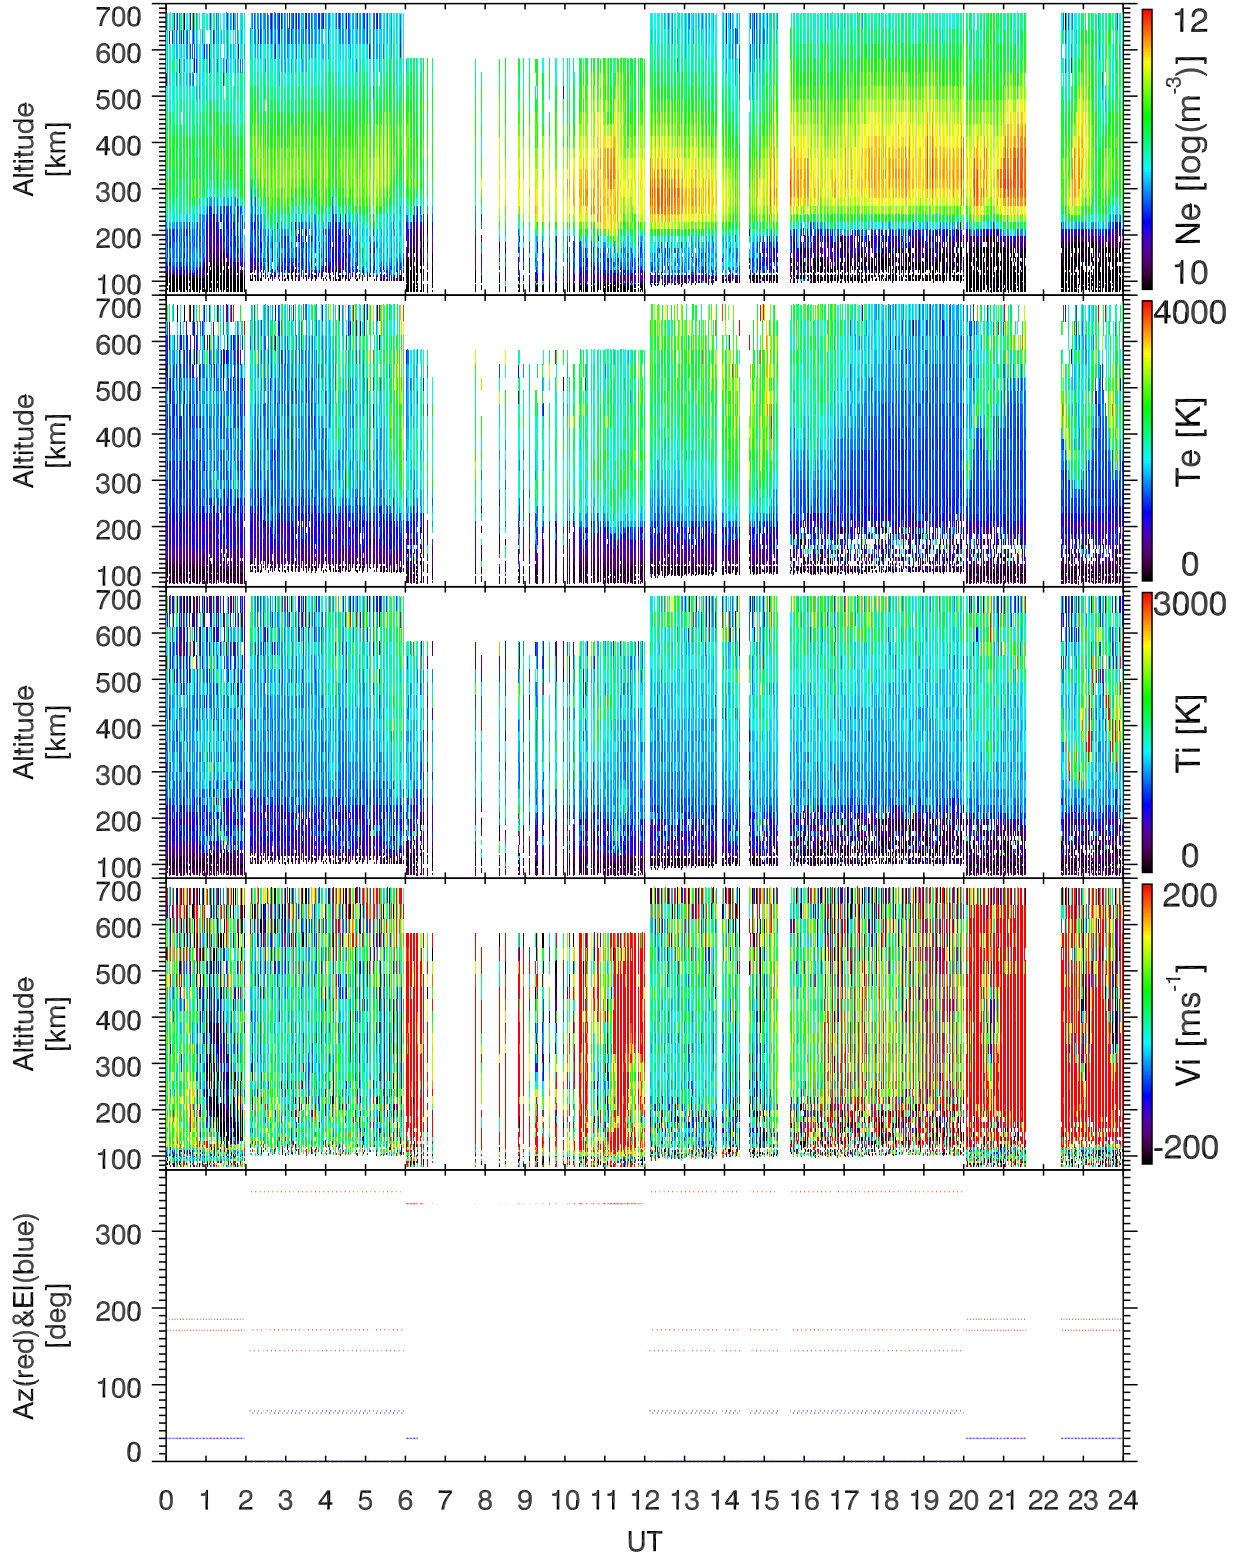 700
600
500
400
300
200
100
Altitude
[km]
12
Ne [log(m⁻³)]
10
600
500
400
300
200
100
Altitude
[km]
4000
Te [K]
0
700
600
500
400
300
200
100
Altitude
[km]
3000
Ti [K]
0
700
600
500
400
300
200
100
Altitude
[km]
200
Vi [ms⁻¹]
-200
300
200
100
0
Az(red)&El(blue)
[deg]
0 1 2 3 4 5 6 7 8 9 10 11 12 13 14 15 16 17 18 19 20 21 22 23 24
UT